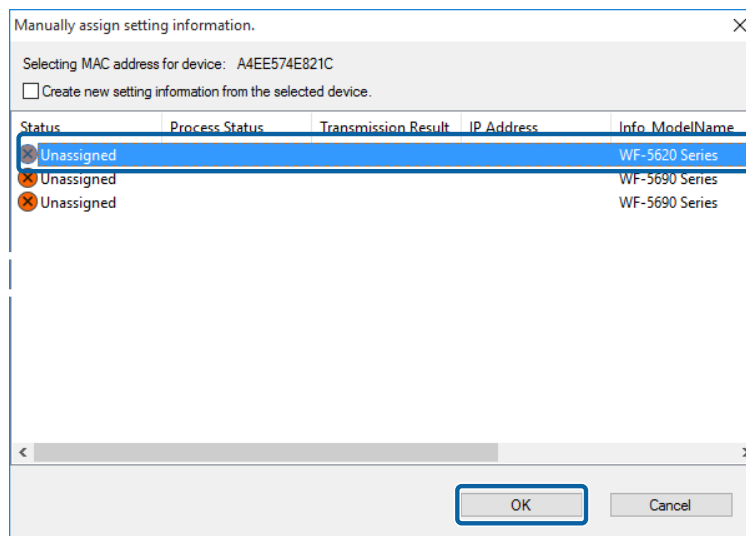 Manually assign setting information.
Selecting MAC address for device: A4EE574E821C
Create new setting information from the selected device.
Status Process Status Transmission Result IP Address Info_ModelName
Unassigned WF-5620 Series
Unassigned WF-5690 Series
Unassigned WF-5690 Series
OK Cancel